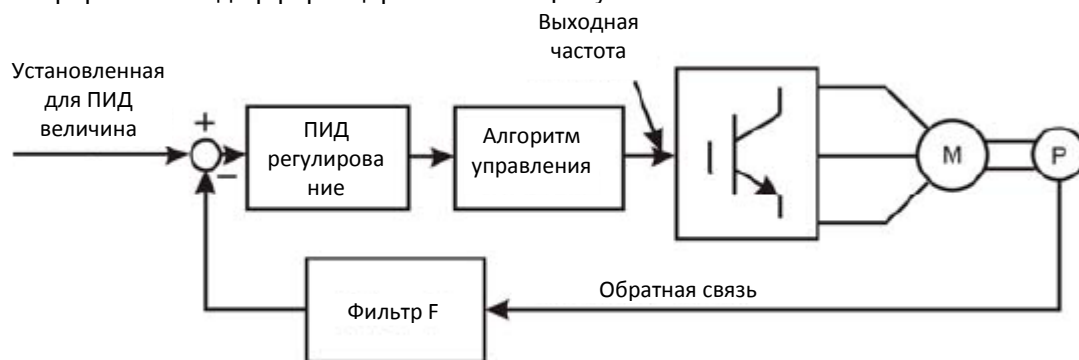 Выходная
частота
Установленная
для ПИД
величина
+
−
ПИД
регулирова
ние
Алгоритм
управления
М
Р
Обратная связь
Фильтр F